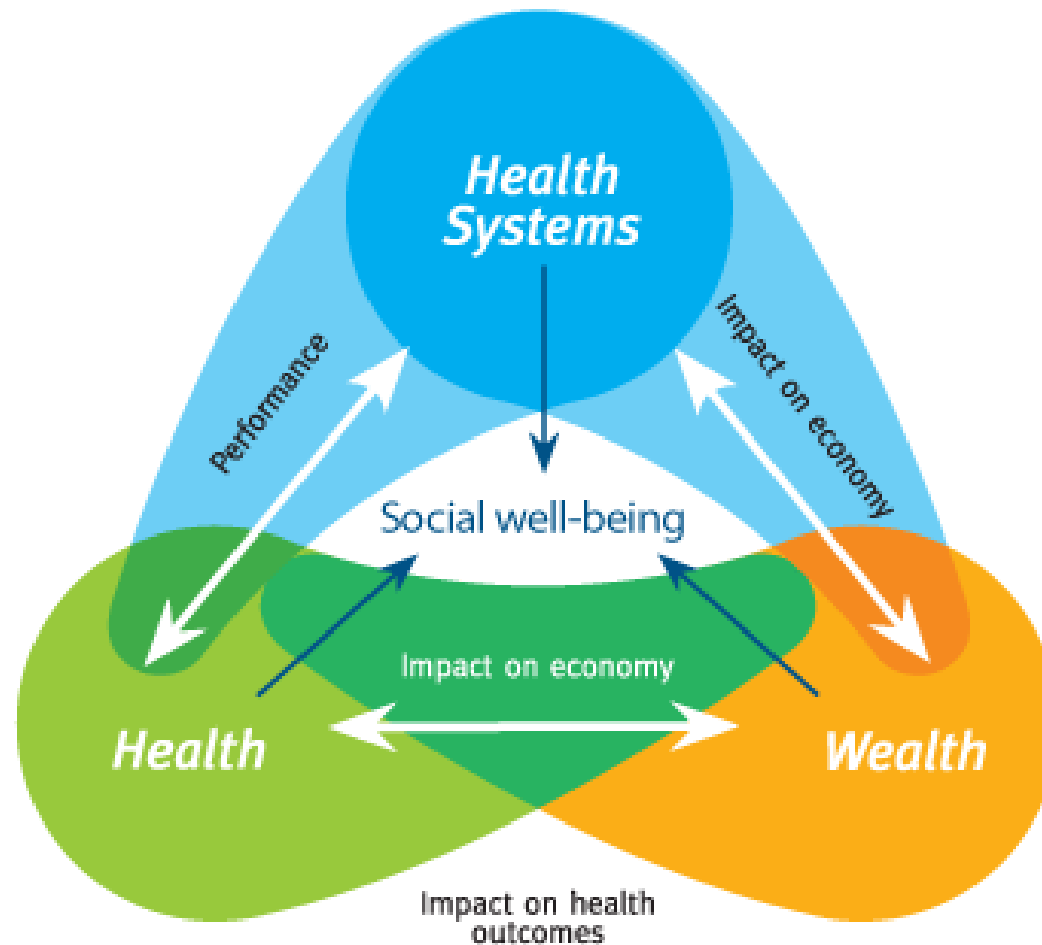 Health
Systems
Performance
Impact on economy
Social well-being
Impact on economy
Health
Wealth
Impact on health
outcomes